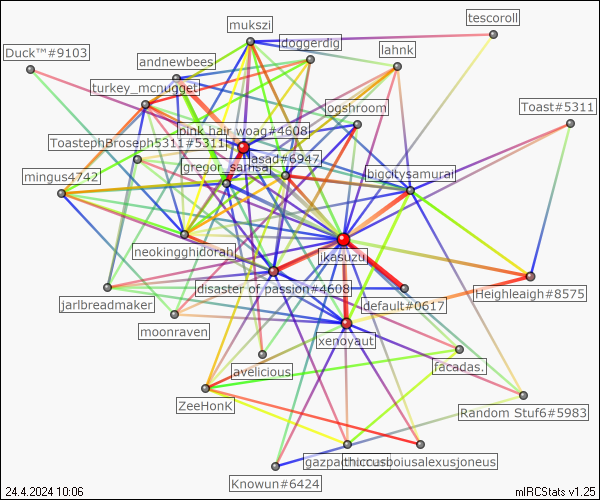 tescoroll
mukszi
doggerdig
Duck™#9103
lahnk
andnewbees
turkey_mcnugget
ogshroom
Toast#5311
pink hair woag#4608
ToastephBroseph5311#5311
asad#6947
gregor_samsa
mingus4742
bigcitysamurai
neokingghidorah
ikasuzu
disaster of passion#4608
Heighleaigh#8575
jarlbreadmaker
default#0617
moonraven
xenoyaut
avelicious
facadas.
ZeeHonK
Random Stuf6#5983
Knowun#6424
24.4.2024 10:06
mIRCStats v1.25